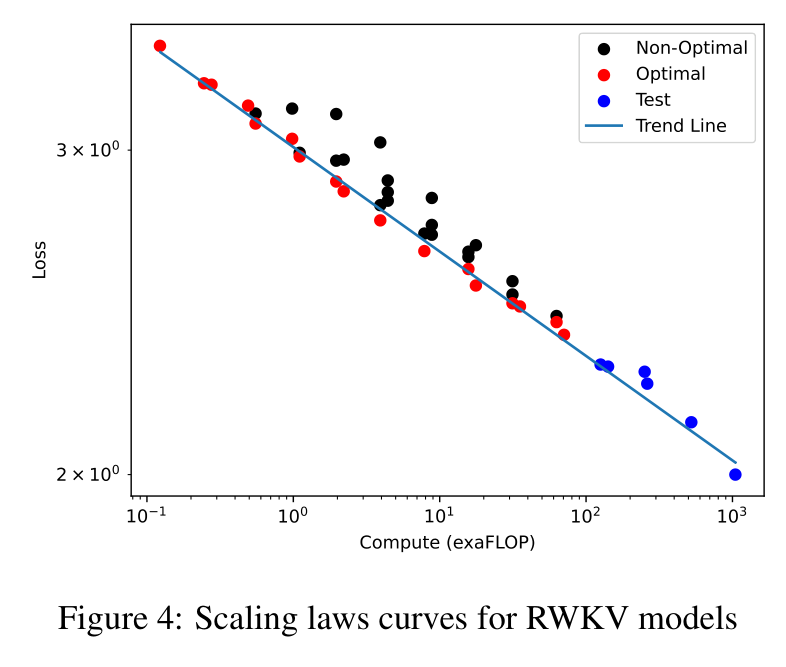 Non-Optimal
Optimal
Test
Trend Line
3 × 10⁰
2 × 10⁰
Loss
10⁻¹ 10⁰ 10¹ 10² 10³
Compute (exaFLOP)
Figure 4: Scaling laws curves for RWKV models